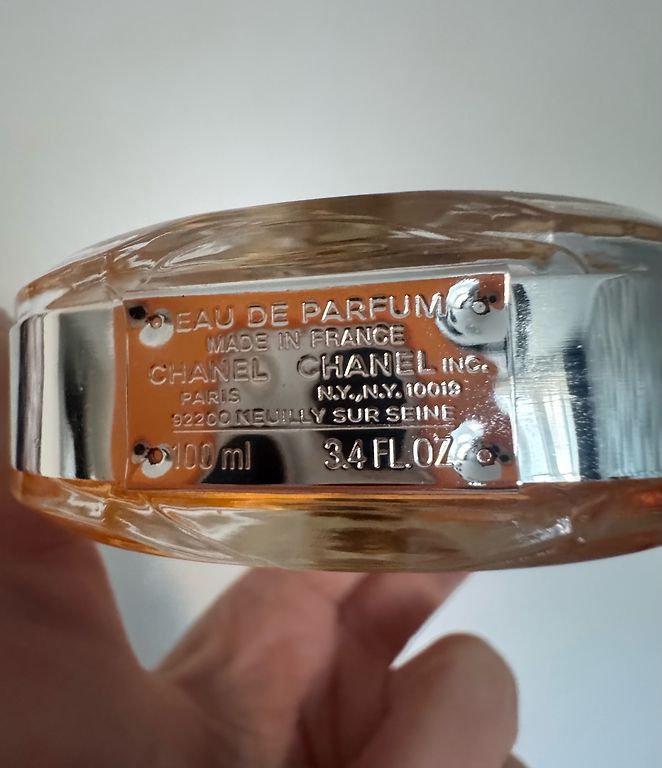 EAU DE PARFUM
MADE IN FRANCE
CHANEL CHANEL INC.
PARIS N.Y.,N.Y. 10019
92200 NEUILLY SUR SEINE
100 ml 3.4 FL.OZ